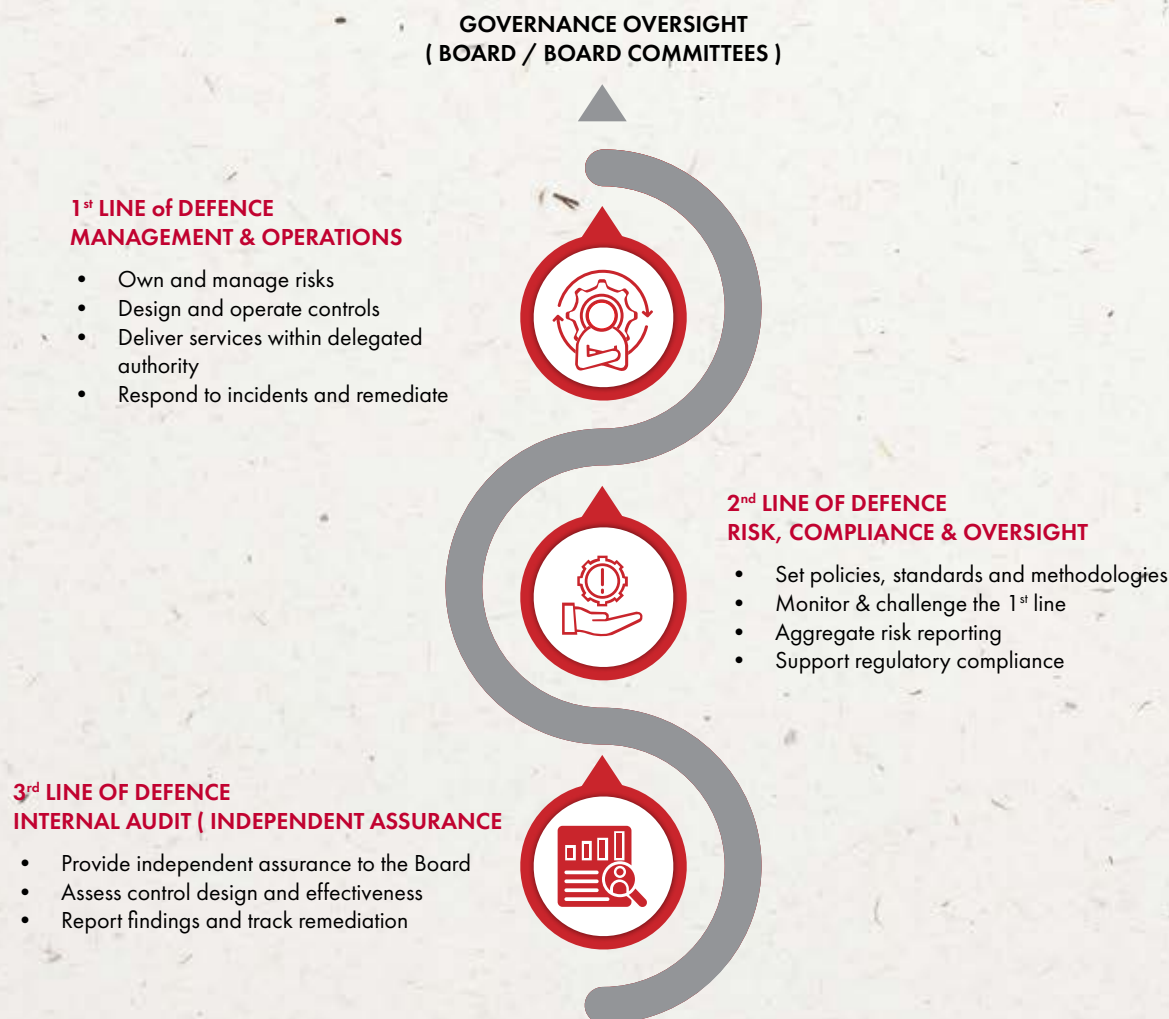 GOVERNANCE OVERSIGHT
( BOARD / BOARD COMMITTEES )
1st LINE of DEFENCE
MANAGEMENT & OPERATIONS
• Own and manage risks
• Design and operate controls
• Deliver services within delegated
authority
• Respond to incidents and remediate
2nd LINE OF DEFENCE
RISK, COMPLIANCE & OVERSIGHT
• Set policies, standards and methodologies
• Monitor & challenge the 1st line
• Aggregate risk reporting
• Support regulatory compliance
3rd LINE OF DEFENCE
INTERNAL AUDIT ( INDEPENDENT ASSURANCE
• Provide independent assurance to the Board
• Assess control design and effectiveness
• Report findings and track remediation